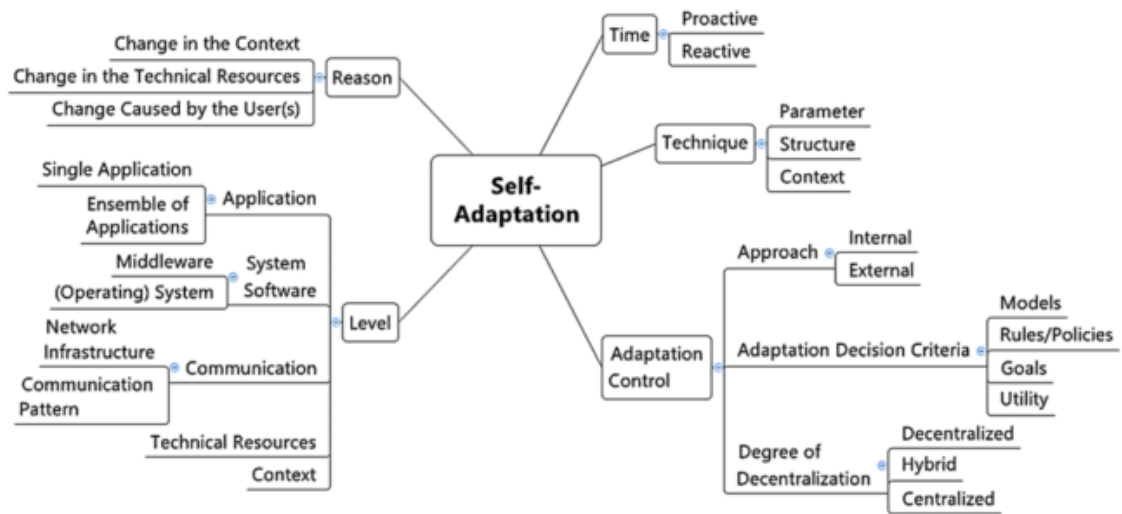 Self-
Adaptation
Time
Proactive
Reactive
Technique
Parameter
Structure
Context
Adaptation
Control
Approach
Internal
External
Adaptation Decision Criteria
Models
Rules/Policies
Goals
Utility
Degree of
Decentralization
Decentralized
Hybrid
Centralized
Reason
Change in the Context
Change in the Technical Resources
Change Caused by the User(s)
Level
Application
Single Application
Ensemble of
Applications
System
Software
Middleware
(Operating) System
Communication
Network
Infrastructure
Communication
Pattern
Technical Resources
Context